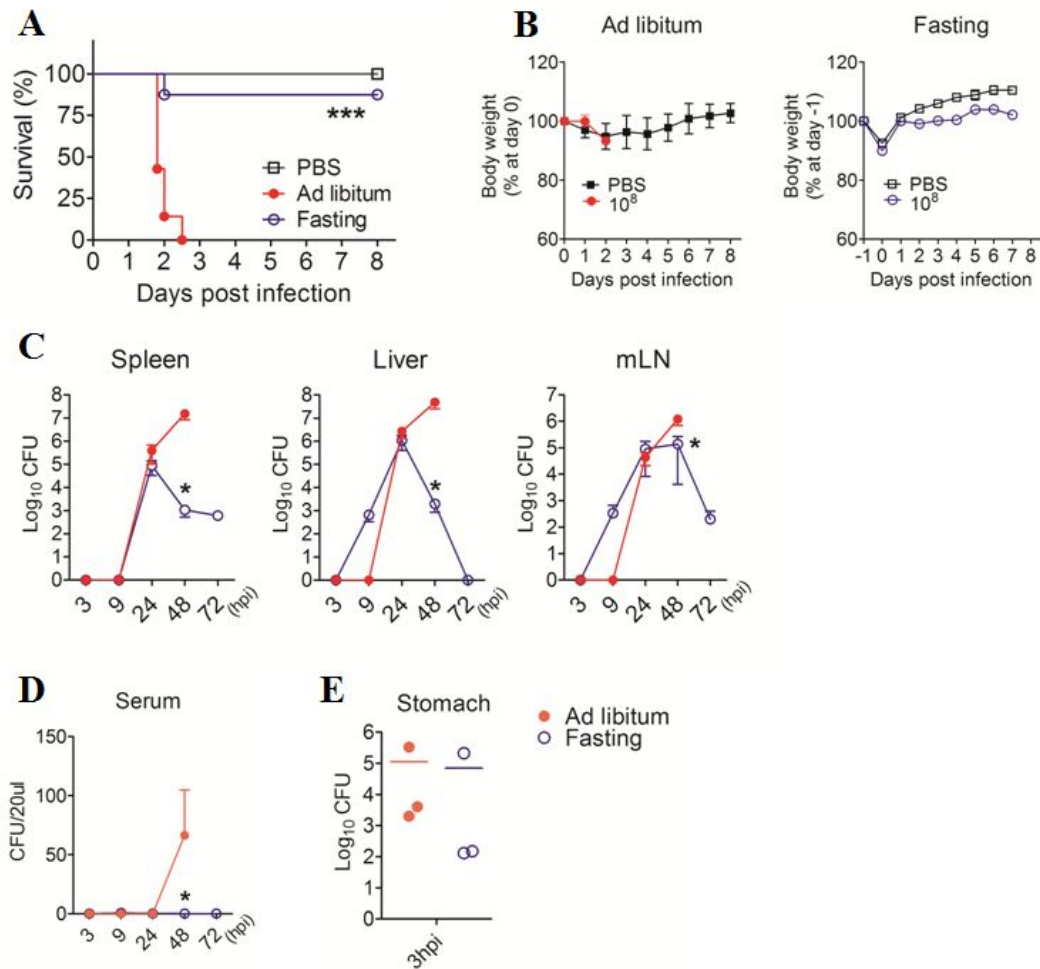 A
Survival (%)
100
75
50
25
0
0 1 2 3 4 5 6 7 8
Days post infection
***
PBS
Ad libitum
Fasting
B
Ad libitum
Body weight
(% at day 0)
120
100
80
60
PBS
10⁸
0 1 2 3 4 5 6 7 8
Days post infection
Fasting
Body weight
(% at day -1)
120
100
80
60
PBS
10⁸
-1 0 1 2 3 4 5 6 7 8
Days post infection
C
Spleen
Log₁₀ CFU
8
7
6
5
4
3
2
1
0
*
3 9 24 48 72 (hpi)
Liver
Log₁₀ CFU
8
7
6
5
4
3
2
1
0
*
3 9 24 48 72 (hpi)
mLN
Log₁₀ CFU
7
6
5
4
3
2
1
0
*
3 9 24 48 72 (hpi)
D
Serum
CFU/20ul
150
100
50
0
*
3 9 24 48 72 (hpi)
E
Stomach
Log₁₀ CFU
6
5
4
3
2
1
0
3hpi
Ad libitum
Fasting